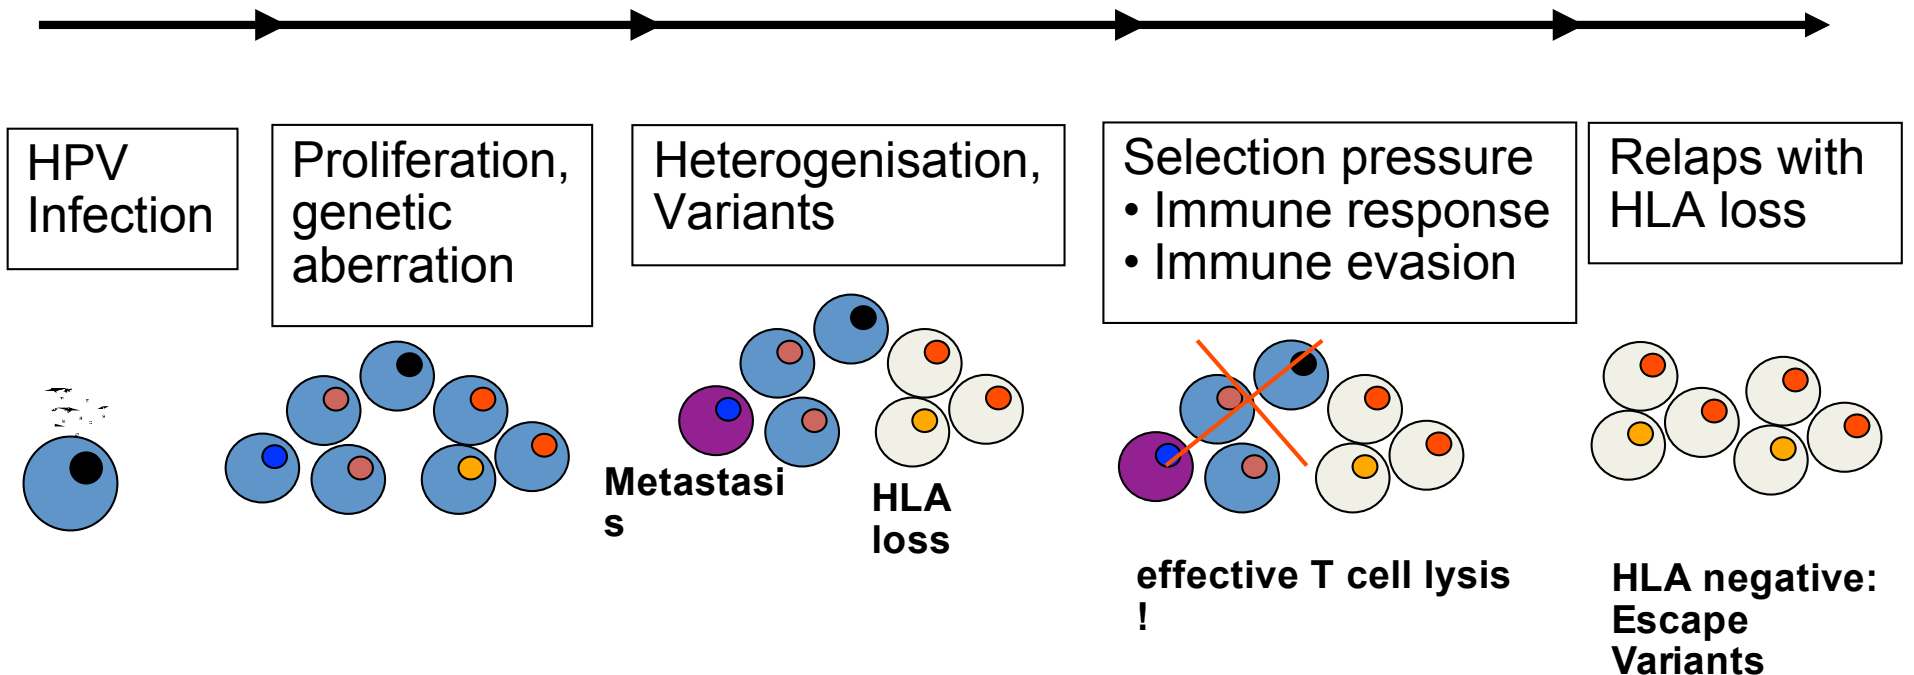 HPV
Infection
Proliferation,
genetic
aberration
Heterogenisation,
Variants
Selection pressure
• Immune response
• Immune evasion
Relaps with
HLA loss
Metastasi
s
HLA
loss
effective T cell lysis
!
HLA negative:
Escape
Variants